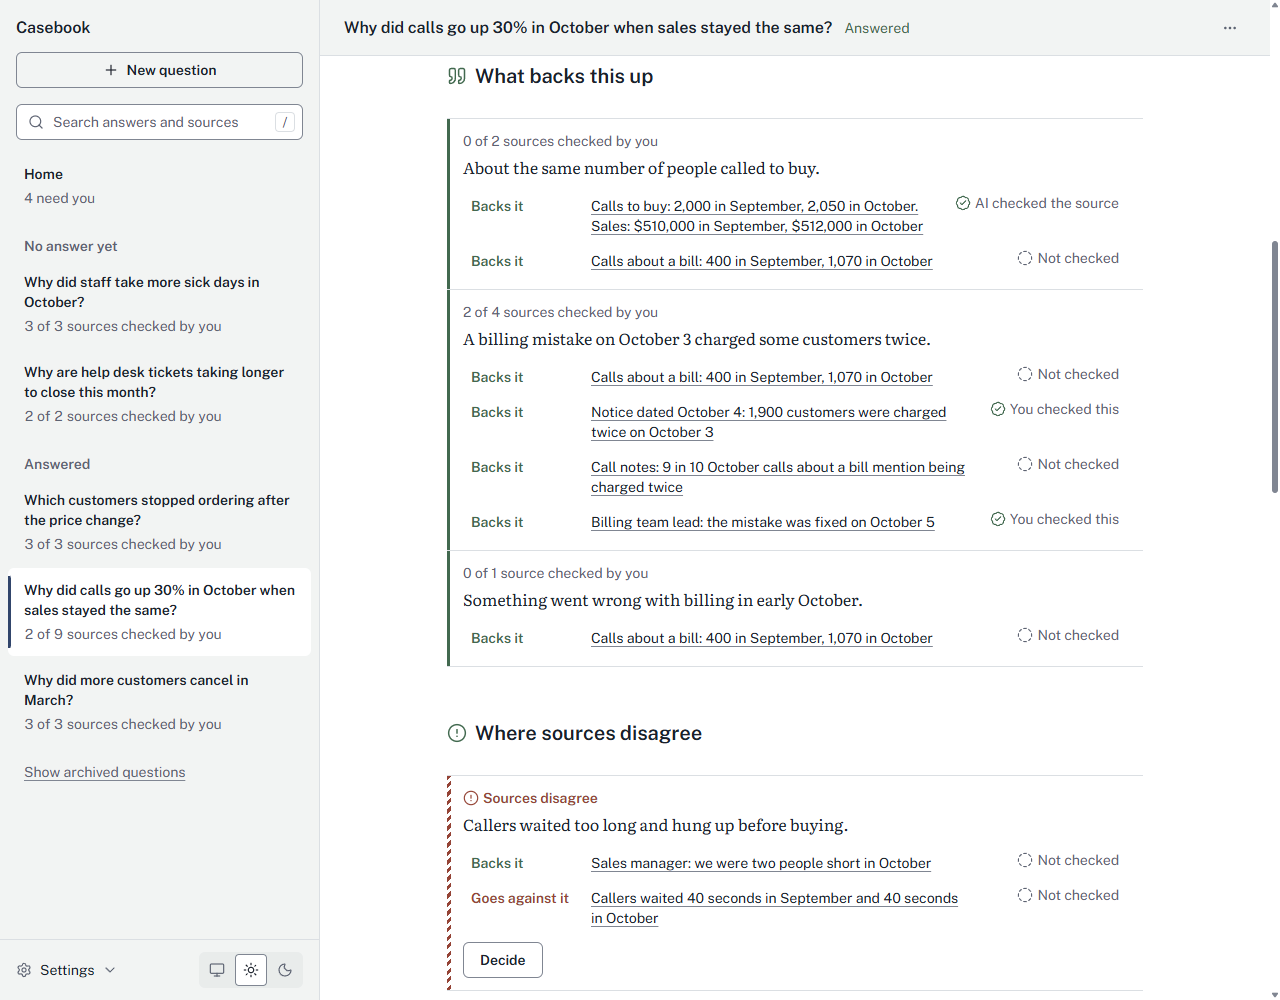 Casebook
New question
Search answers and sources /
Home
4 need you
No answer yet
Why did staff take more sick days in
October?
3 of 3 sources checked by you
Why are help desk tickets taking longer
to close this month?
2 of 2 sources checked by you
Answered
Which customers stopped ordering after
the price change?
3 of 3 sources checked by you
Why did calls go up 30% in October when
sales stayed the same?
2 of 9 sources checked by you
Why did more customers cancel in
March?
3 of 3 sources checked by you
Show archived questions
Settings
Why did calls go up 30% in October when sales stayed the same? Answered
What backs this up
0 of 2 sources checked by you
About the same number of people called to buy.
Backs it
Calls to buy: 2,000 in September, 2,050 in October.
Sales: $510,000 in September, $512,000 in October
AI checked the source
Backs it
Calls about a bill: 400 in September, 1,070 in October
Not checked
2 of 4 sources checked by you
A billing mistake on October 3 charged some customers twice.
Backs it
Calls about a bill: 400 in September, 1,070 in October
Not checked
Backs it
Notice dated October 4: 1,900 customers were charged
twice on October 3
You checked this
Backs it
Call notes: 9 in 10 October calls about a bill mention being
charged twice
Not checked
Backs it
Billing team lead: the mistake was fixed on October 5
You checked this
0 of 1 source checked by you
Something went wrong with billing in early October.
Backs it
Calls about a bill: 400 in September, 1,070 in October
Not checked
Where sources disagree
Sources disagree
Callers waited too long and hung up before buying.
Backs it
Sales manager: we were two people short in October
Not checked
Goes against it
Callers waited 40 seconds in September and 40 seconds
in October
Not checked
Decide